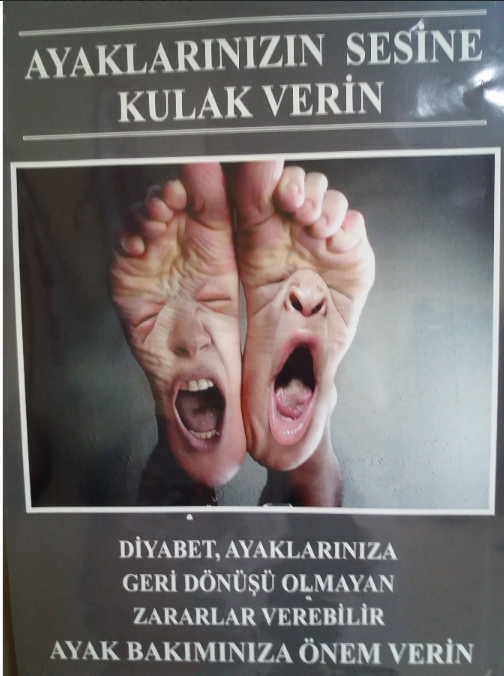 AYAKLARINIZIN SESİNE
KULAK VERİN
DİYABET, AYAKLARINIZA
GERİ DÖNÜŞÜ OLMAYAN
ZARARLAR VEREBİLİR
AYAK BAKIMINIZA ÖNEM VERİN